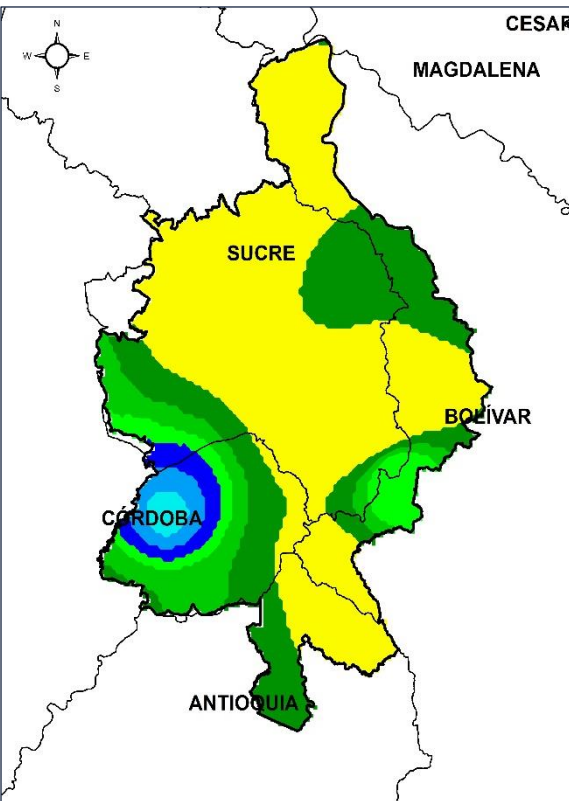 CESAR
N
W E
S
MAGDALENA
SUCRE
BOLÍVAR
CÓRDOBA
ANTIOQUIA